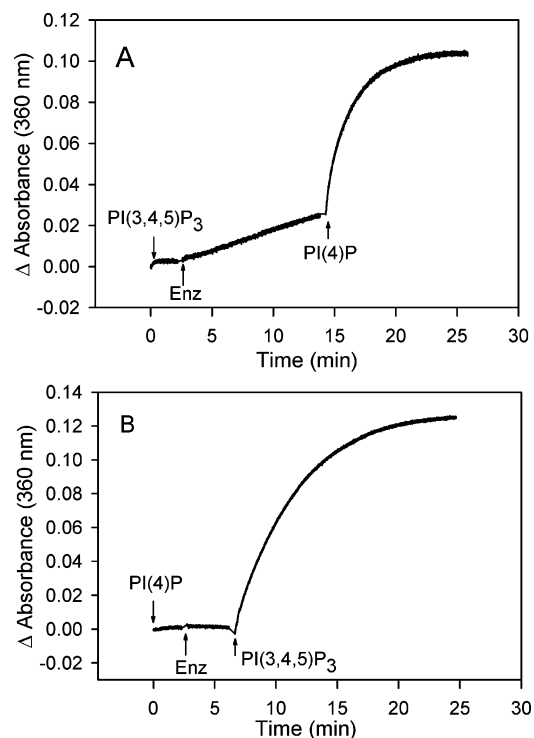 0.12
A
0.10
0.08
0.06
0.04
PI(3,4,5)P3
0.02
PI(4)P
0.00
Enz
-0.02
Δ Absorbance (360 nm)
0 5 10 15 20 25 30
Time (min)
0.14
B
0.12
0.10
0.08
0.06
0.04
PI(4)P
0.02
0.00
Enz
PI(3,4,5)P3
-0.02
Δ Absorbance (360 nm)
0 5 10 15 20 25 30
Time (min)